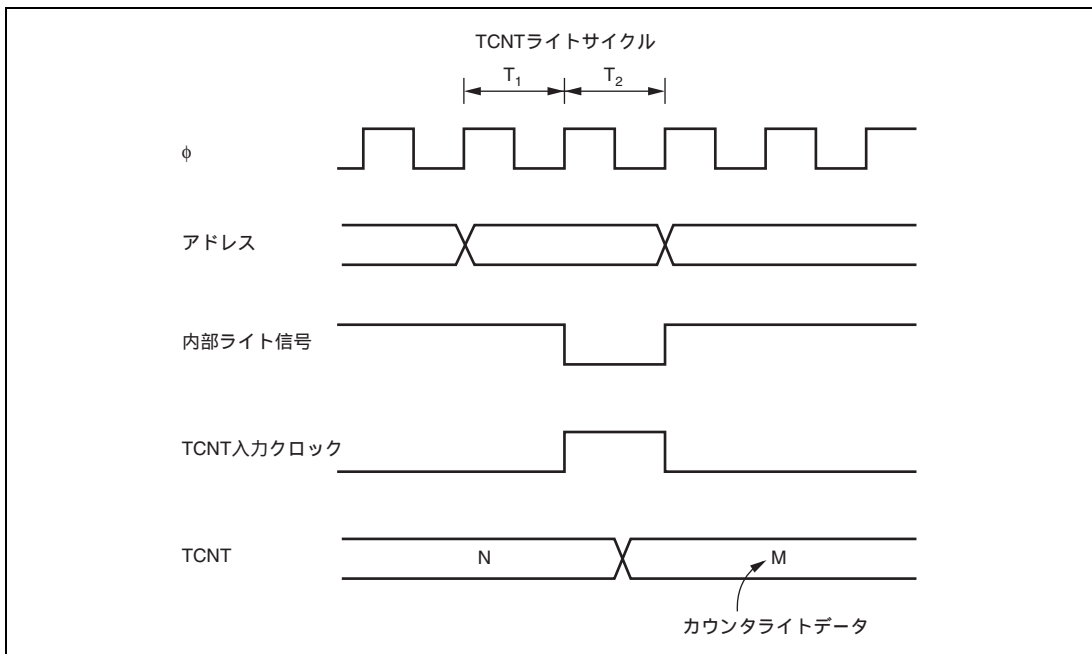 TCNTライトサイクル
T1 T2
φ
アドレス
内部ライト信号
TCNT入力クロック
TCNT N M
カウンタライトデータ